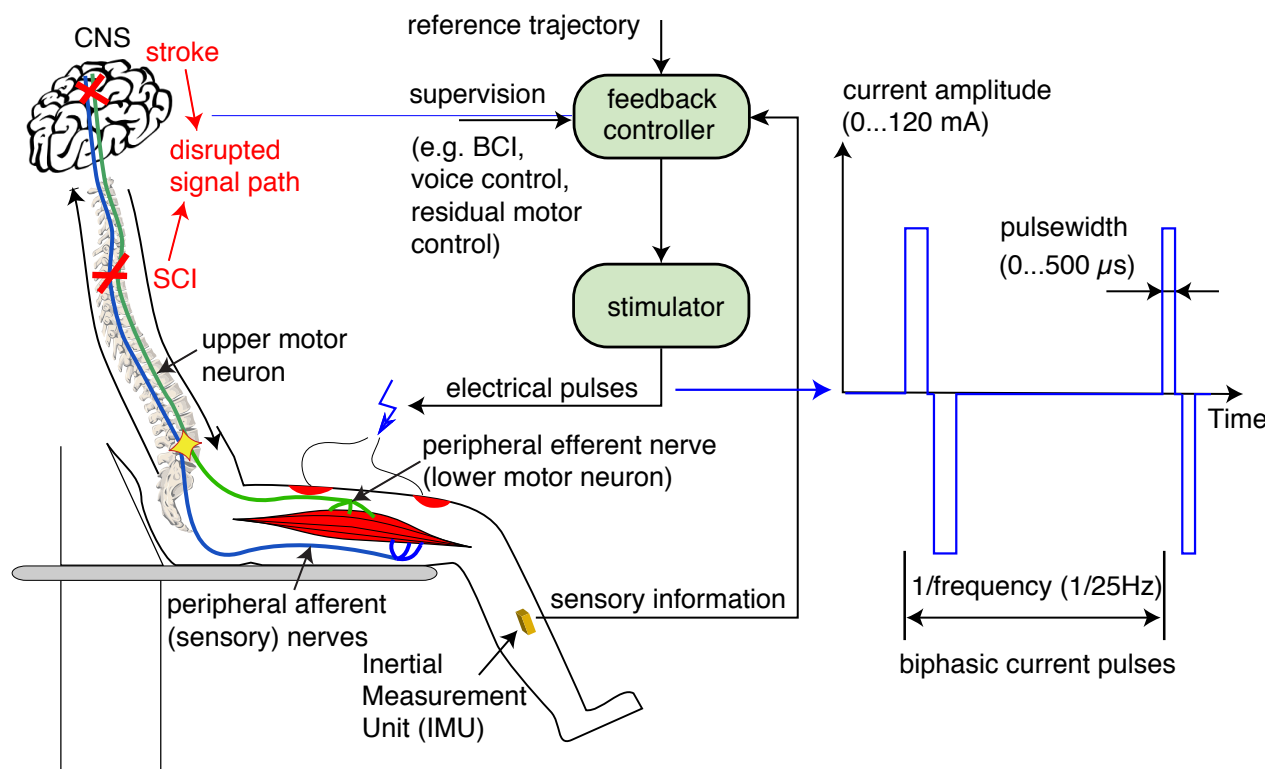 CNS
stroke
disrupted
signal path
SCI
upper motor
neuron
reference trajectory
supervision
(e.g. BCI,
voice control,
residual motor
control)
feedback
controller
stimulator
electrical pulses
peripheral efferent nerve
(lower motor neuron)
peripheral afferent
(sensory) nerves
sensory information
Inertial
Measurement
Unit (IMU)
current amplitude
(0...120 mA)
pulsewidth
(0...500 µs)
Time
1/frequency (1/25Hz)
biphasic current pulses